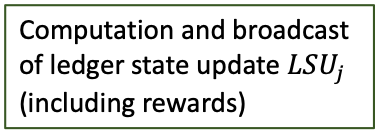 Computation and broadcast
of ledger state update LSUⱼ
(including rewards)